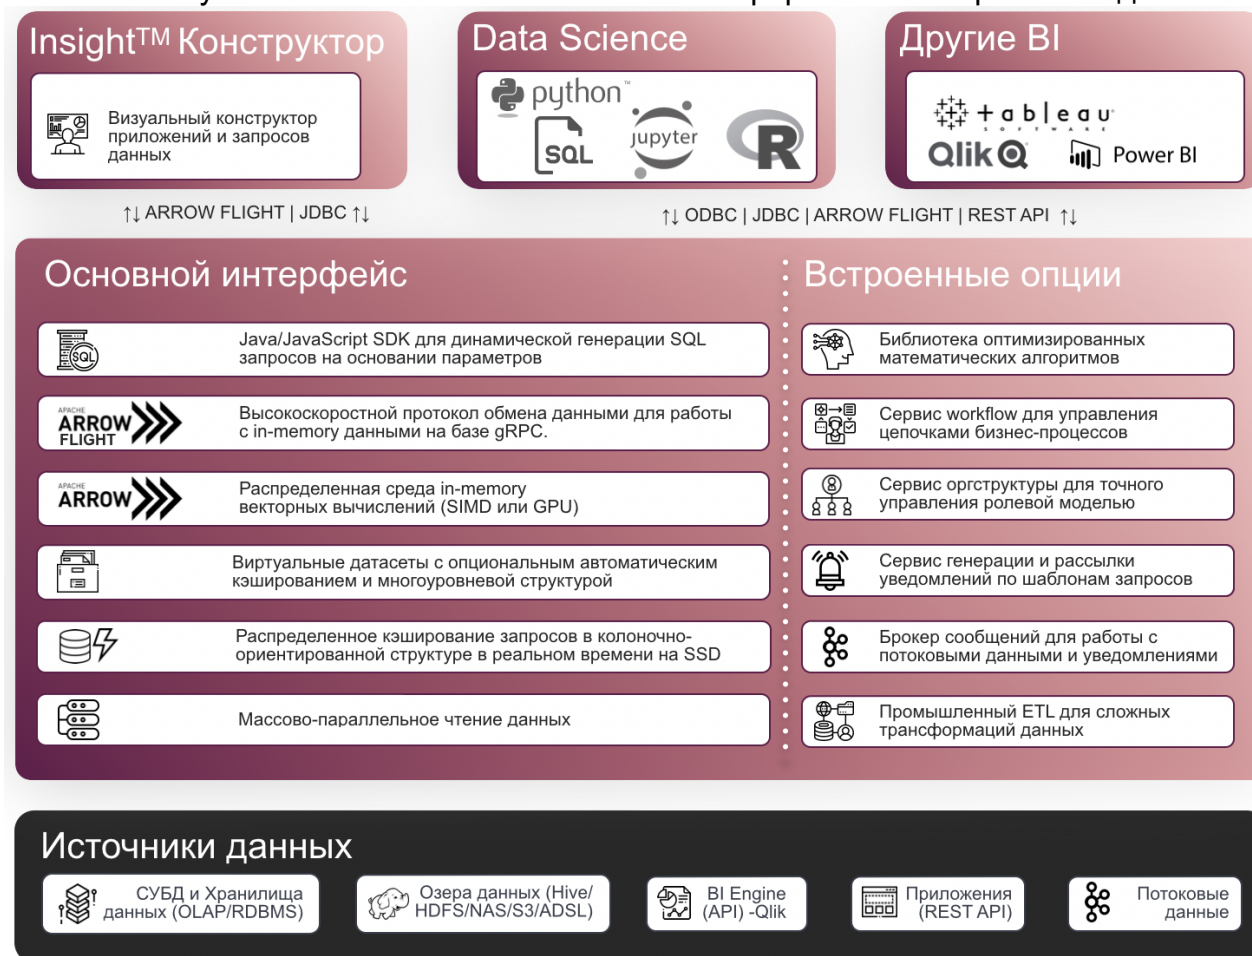 Insight™ Конструктор
Визуальный конструктор
приложений и запросов
данных
Data Science
python™
SQL
jupyter
R
Другие BI
+ableau
SOFTWARE
Qlik Q
Power BI
↑↓ ARROW FLIGHT | JDBC ↑↓
↑↓ ODBC | JDBC | ARROW FLIGHT | REST API ↑↓
Основной интерфейс
SQL
Java/JavaScript SDK для динамической генерации SQL
запросов на основании параметров
APACHE
ARROW
FLIGHT
Высокоскоростной протокол обмена данными для работы
с in-memory данными на базе gRPC.
APACHE
ARROW
Распределенная среда in-memory
векторных вычислений (SIMD или GPU)
Виртуальные датасеты с опциональным автоматическим
кэшированием и многоуровневой структурой
Распределенное кэширование запросов в колоночно-
ориентированной структуре в реальном времени на SSD
Массово-параллельное чтение данных
Встроенные опции
Библиотека оптимизированных
математических алгоритмов
Сервис workflow для управления
цепочками бизнес-процессов
Сервис оргструктуры для точного
управления ролевой моделью
Сервис генерации и рассылки
уведомлений по шаблонам запросов
Брокер сообщений для работы с
потоковыми данными и уведомлениями
Промышленный ETL для сложных
трансформаций данных
Источники данных
СУБД и Хранилища
данных (OLAP/RDBMS)
Озера данных (Hive/
HDFS/NAS/S3/ADSL)
BI Engine
(API) -Qlik
Приложения
(REST API)
Потоковые
данные